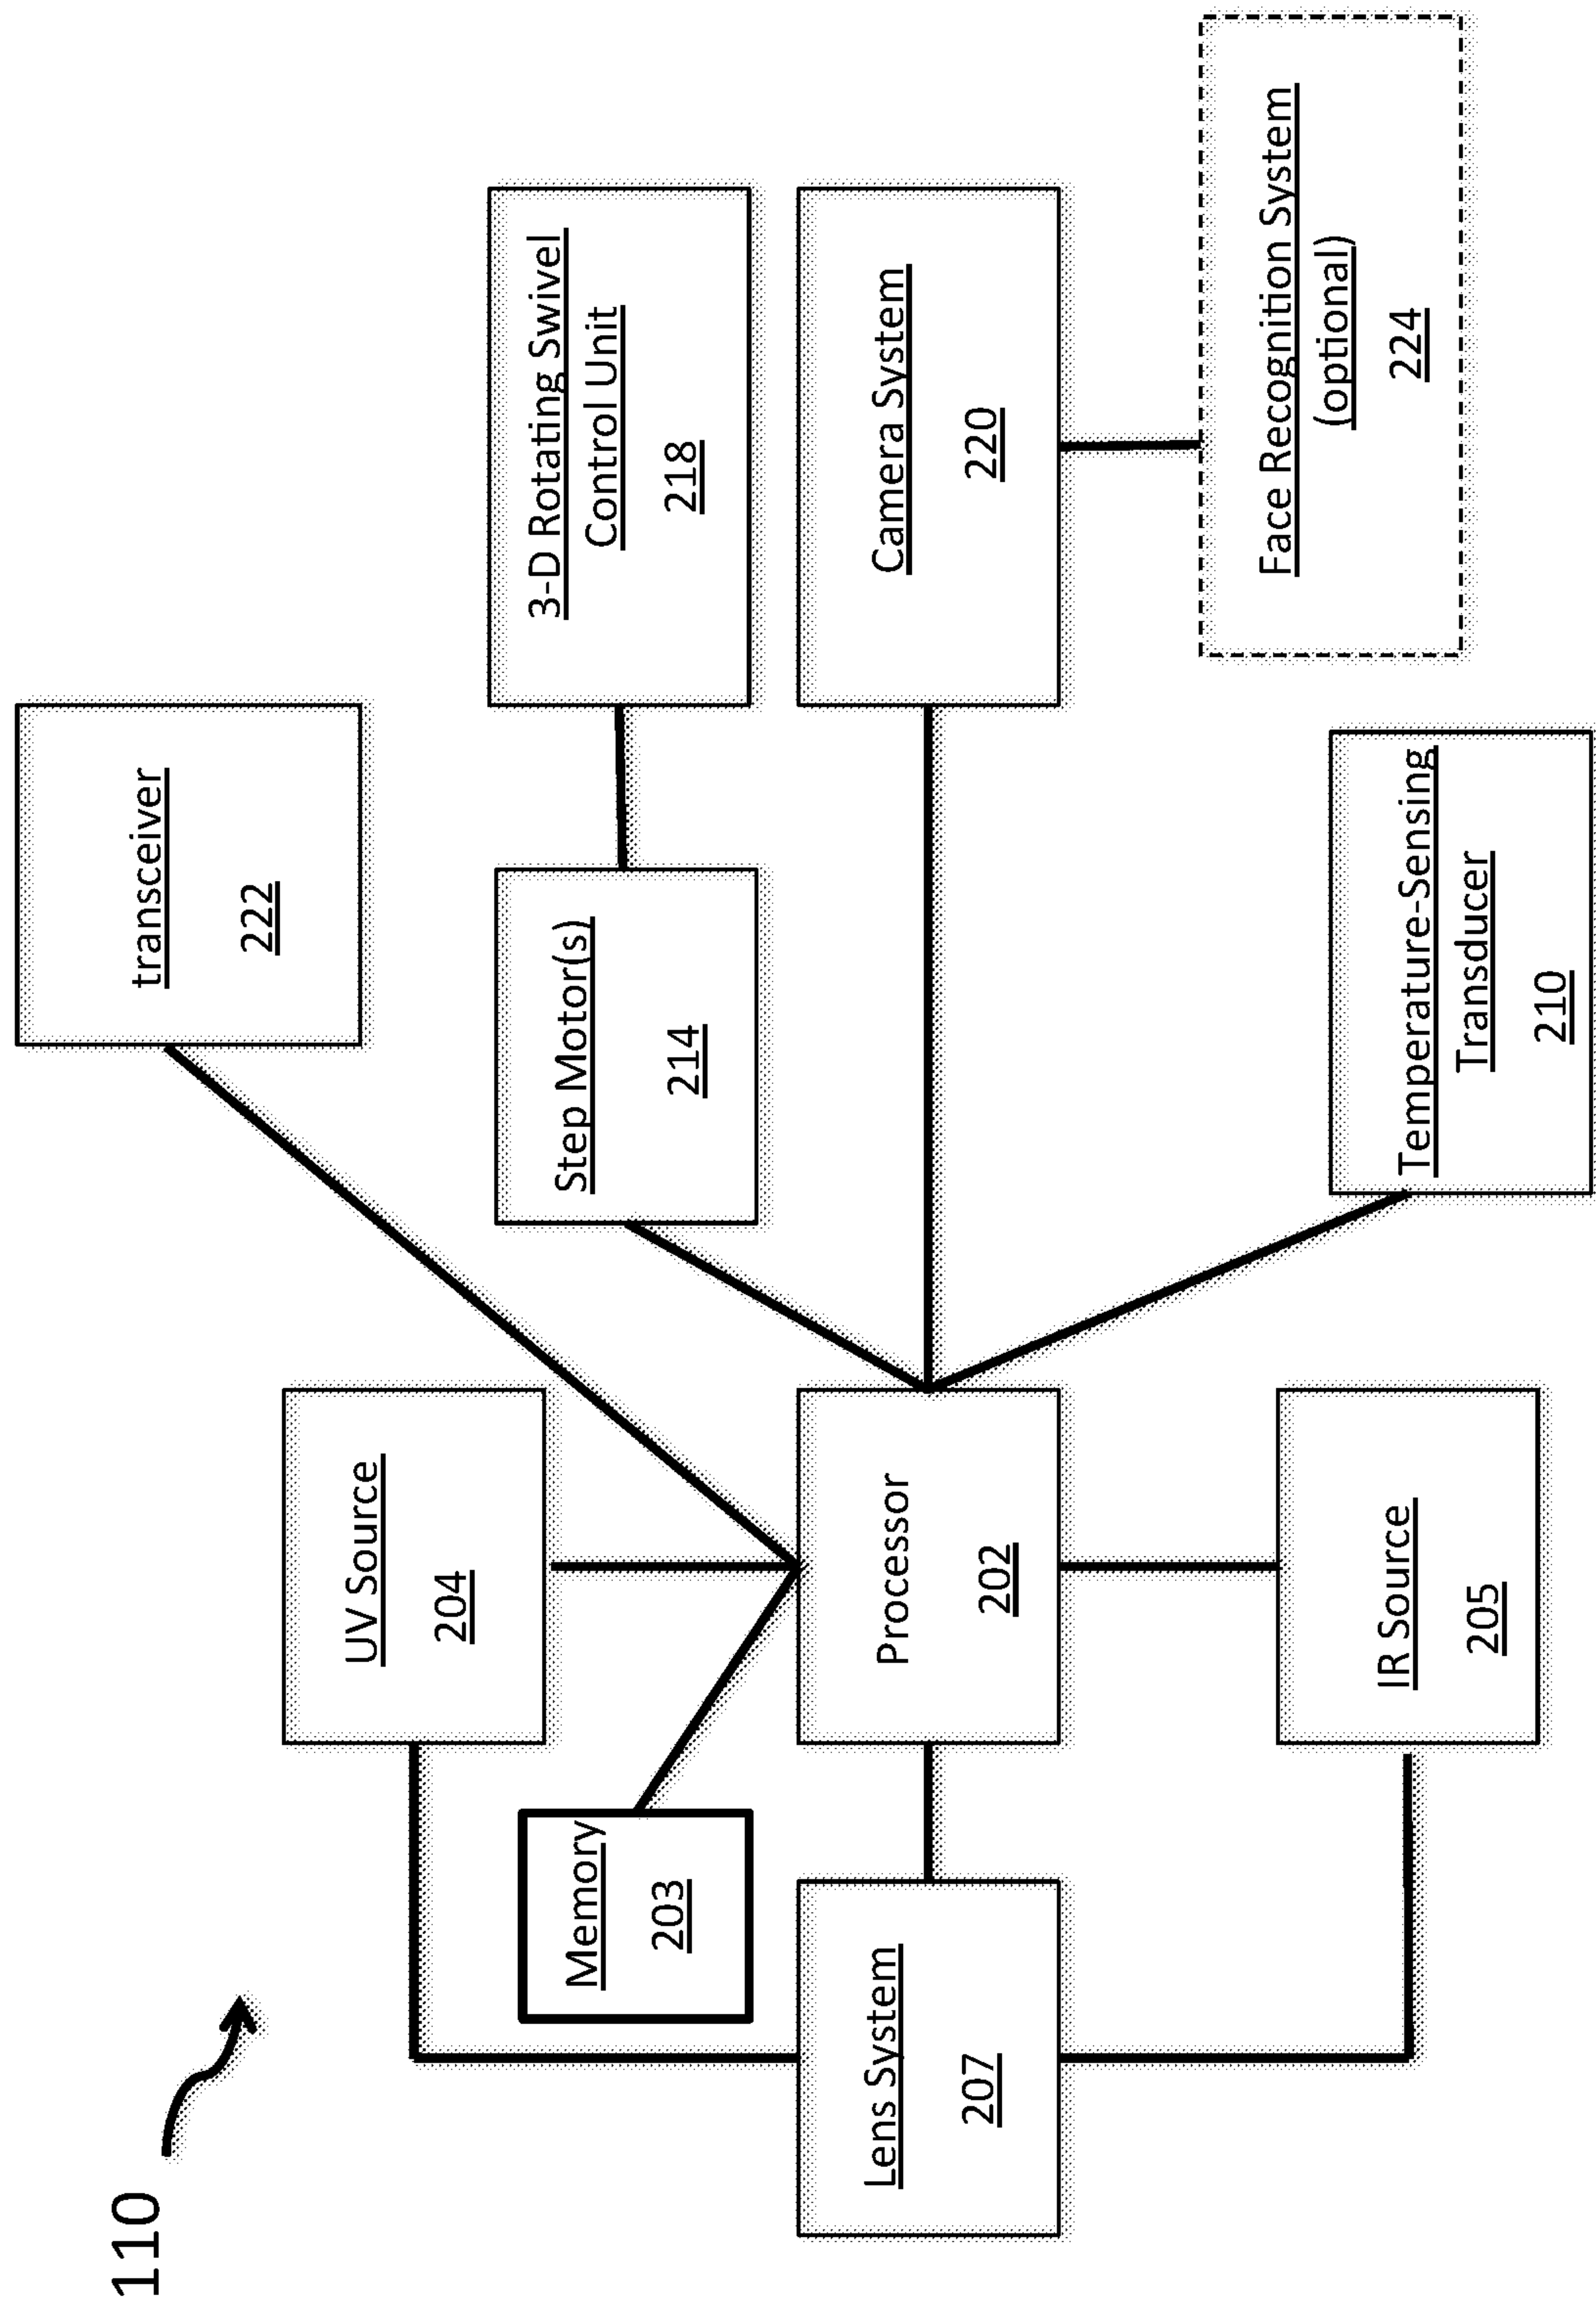 110
transceiver
222
UV Source
204
Memory
203
Step Motor(s)
214
3-D Rotating Swivel
Control Unit
218
Lens System
207
Processor
202
Camera System
220
IR Source
205
Temperature-Sensing
Transducer
210
Face Recognition System
(optional)
224